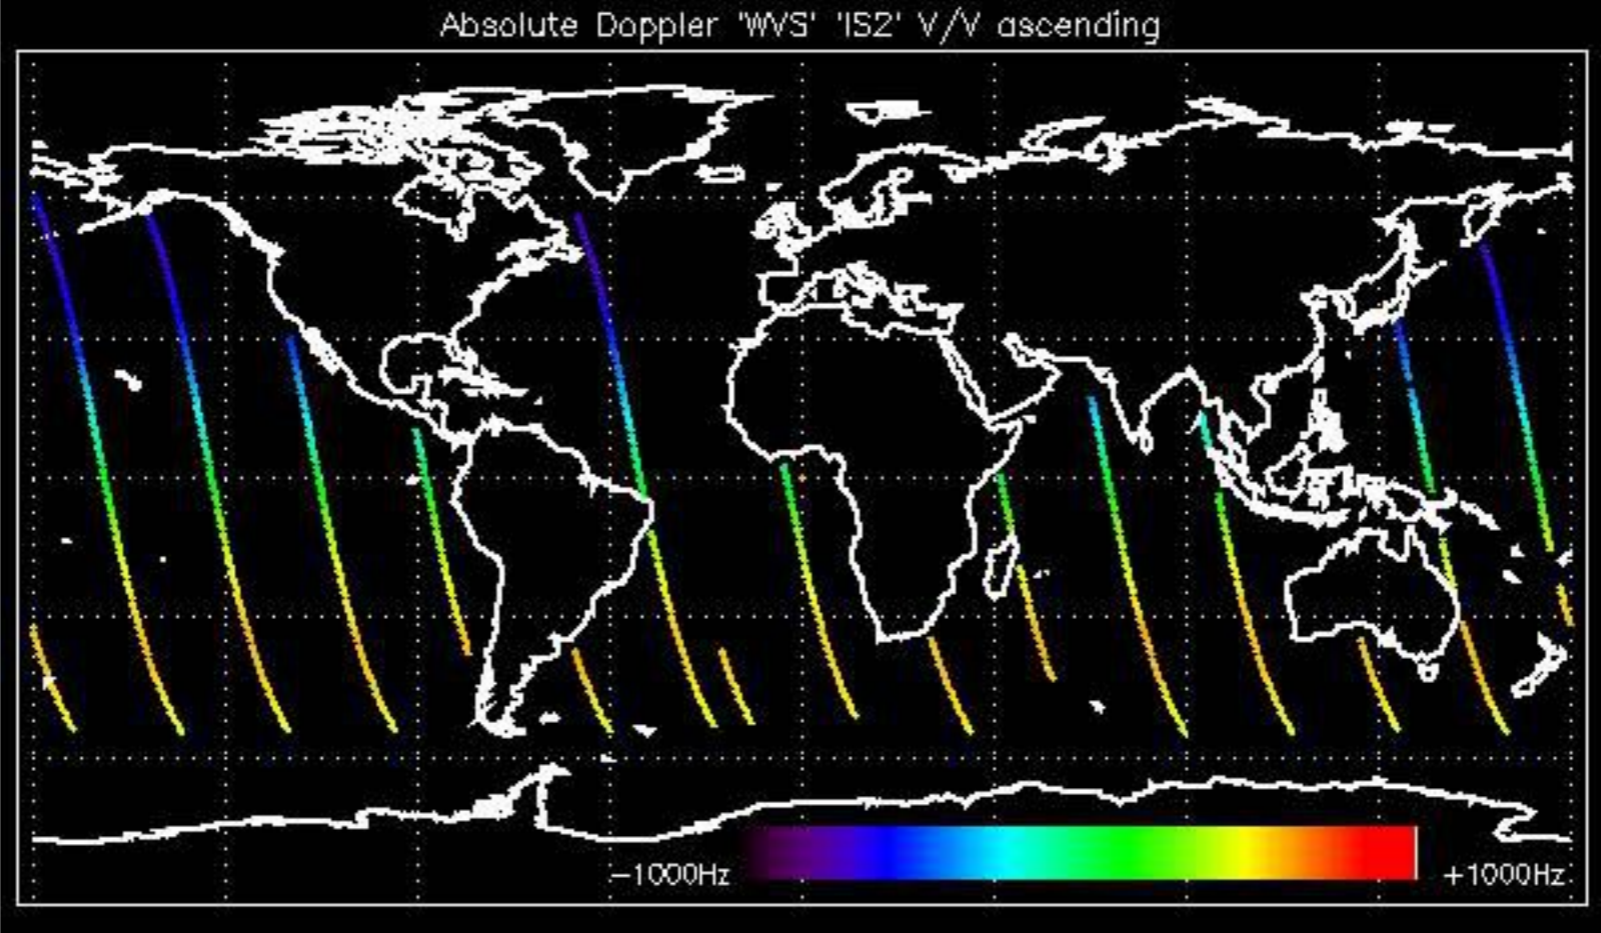 Absolute Doppler 'WVS' 'IS2' V/V ascending
-1000Hz +1000Hz